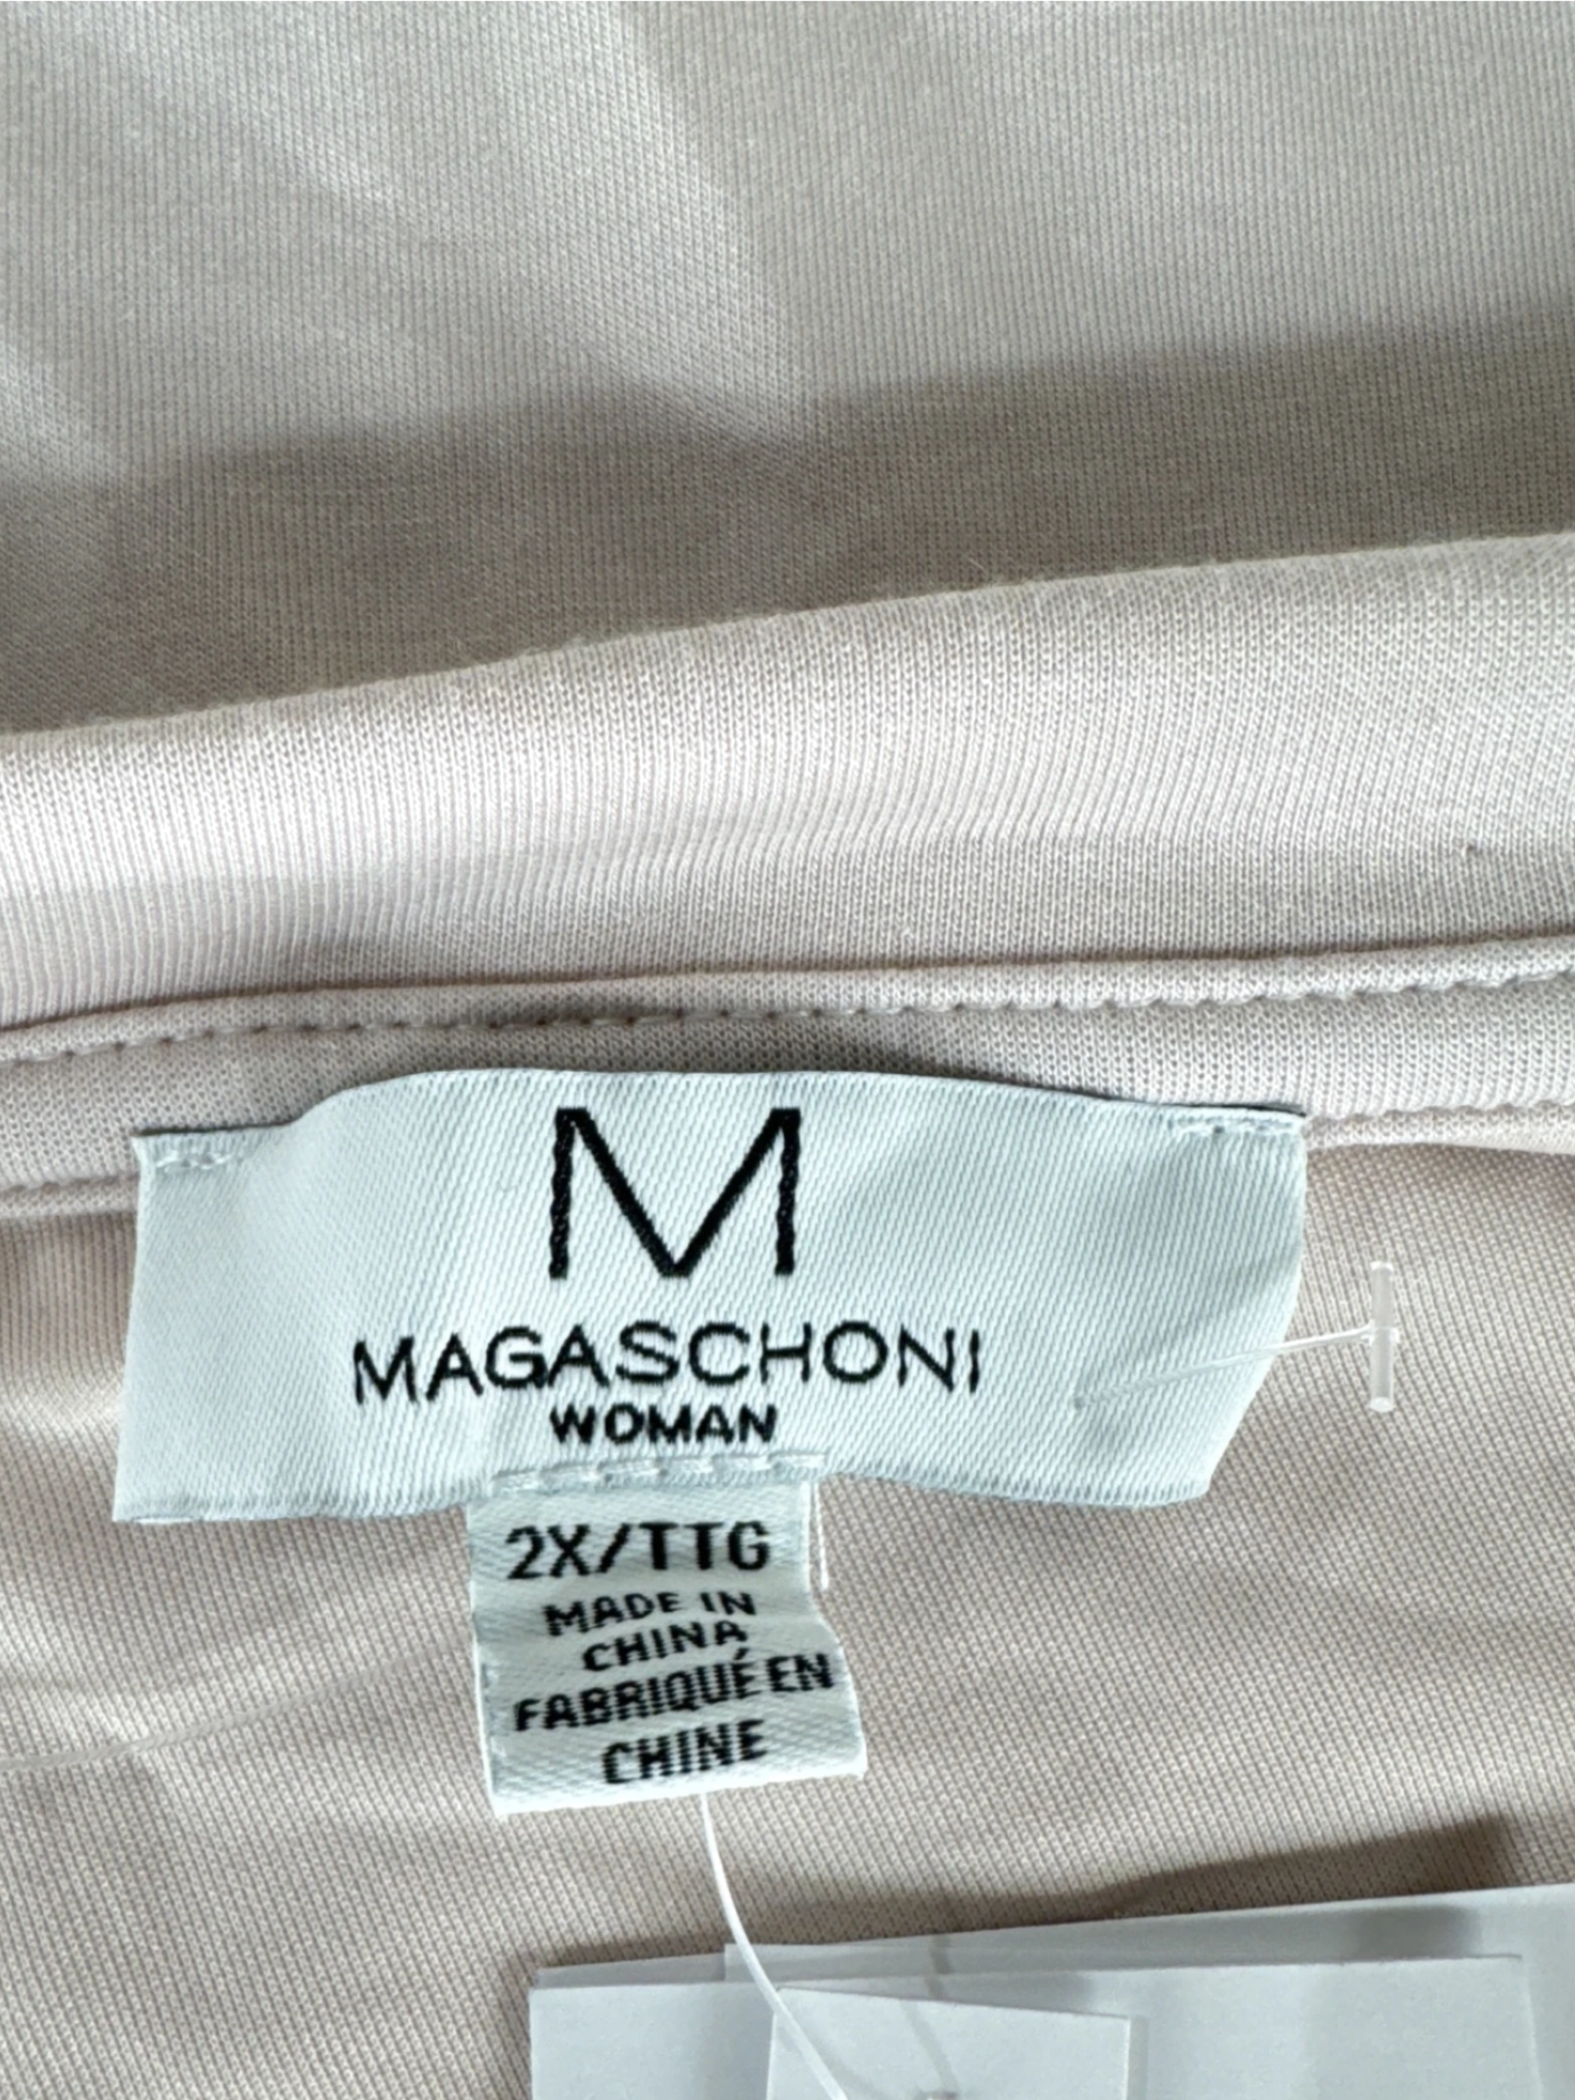 M
MAGASCHONI
WOMAN
2X/TTG
MADE IN
CHINA
FABRIQUÉ EN
CHINE